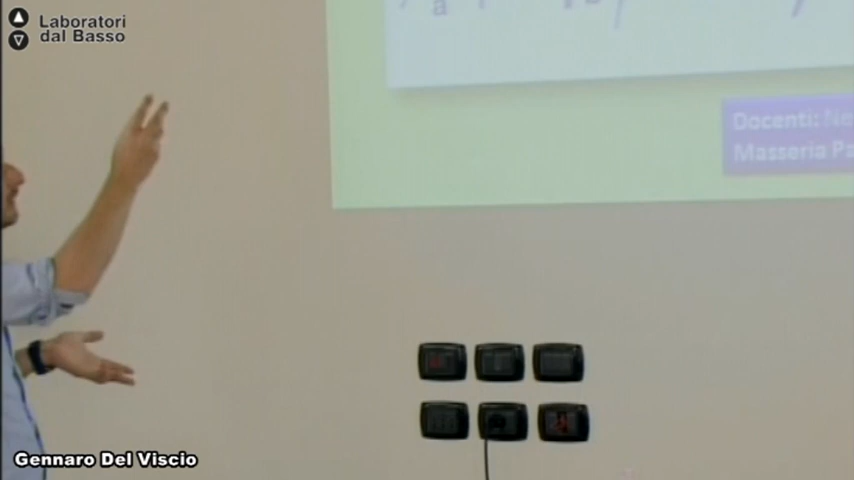 Laboratori
dal Basso
a
Docenti: Ne
Masseria Pa
Gennaro Del Viscio